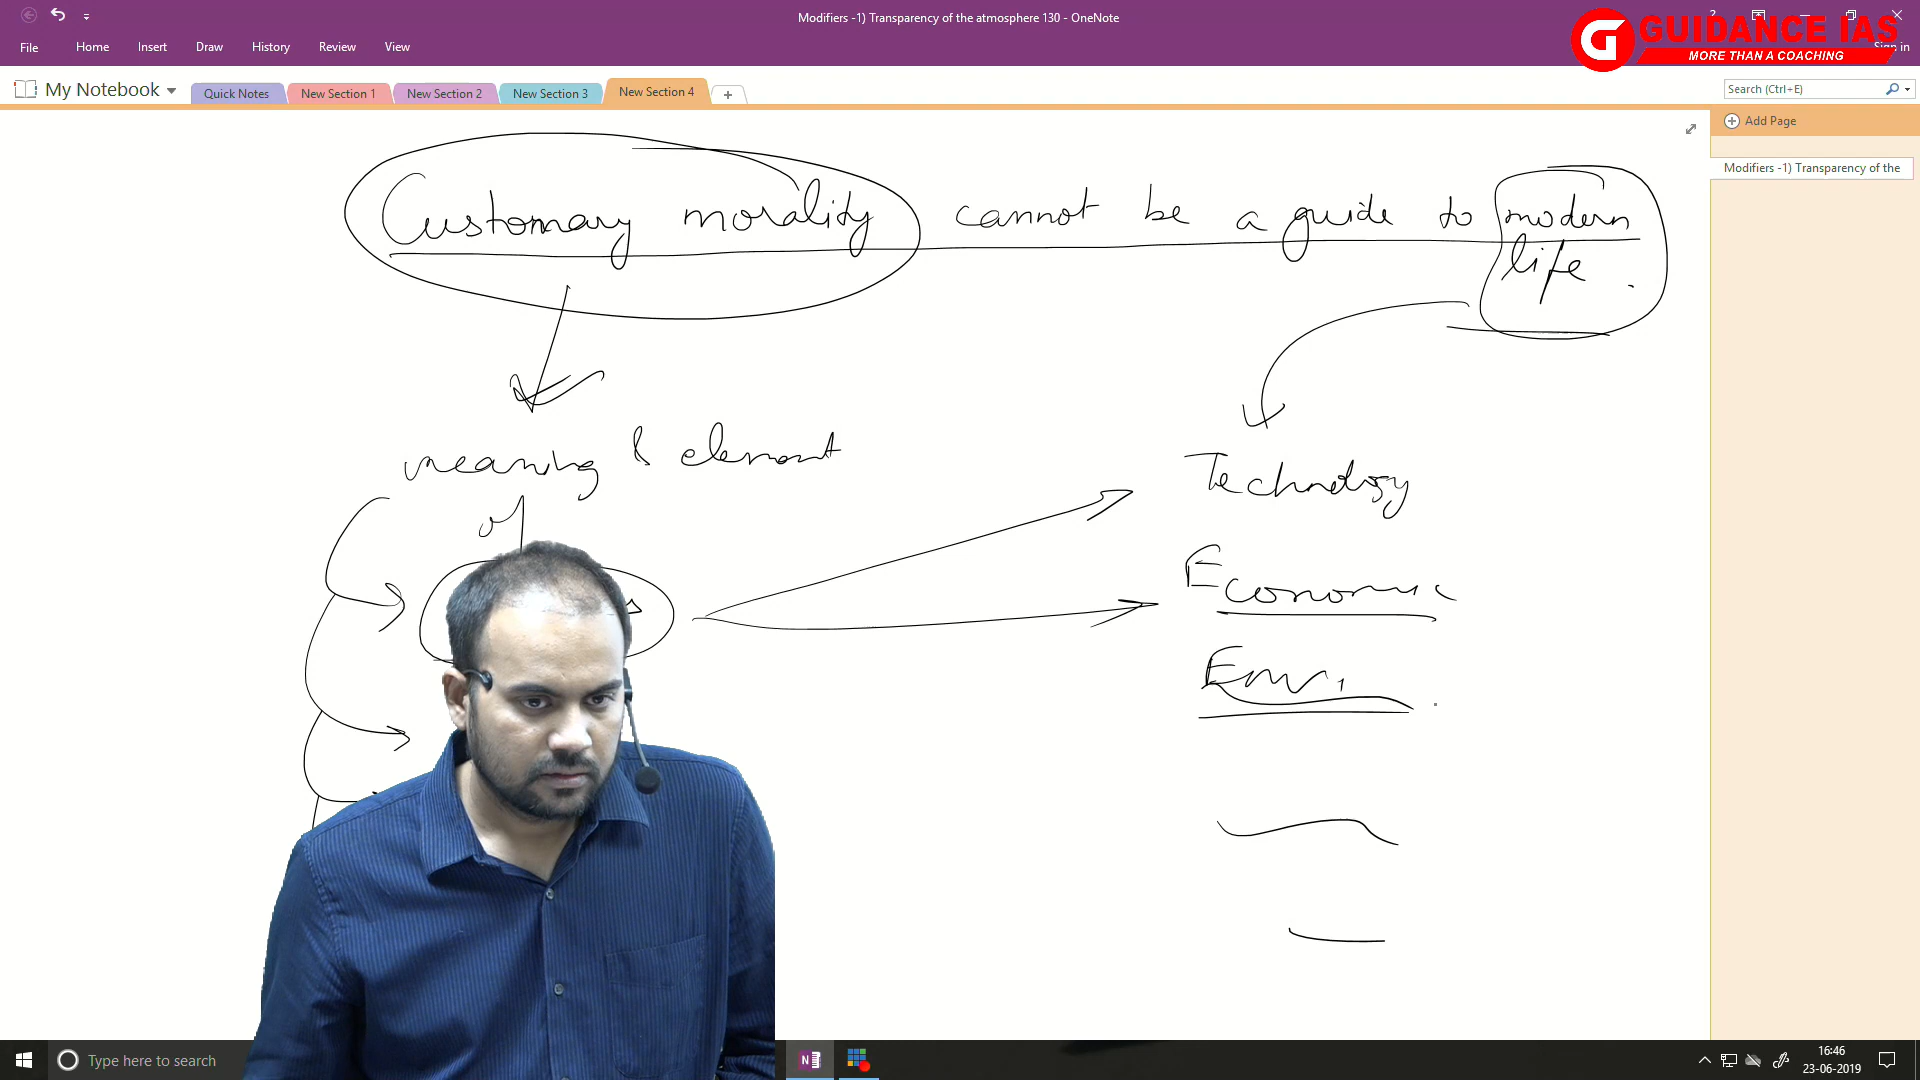 Modifiers -1) Transparency of the atmosphere 130 - OneNote
File Home Insert Draw History Review View
GUIDANCE IAS
MORE THAN A COACHING
Sign in
My Notebook Quick Notes New Section 1 New Section 2 New Section 3 New Section 4
Search (Ctrl+E)
Add Page
Modifiers -1) Transparency of the
Customary morality cannot be a guide to modern
life.
meaning & element
of
Technology
Economic
Env.
Type here to search
16:46
23-06-2019